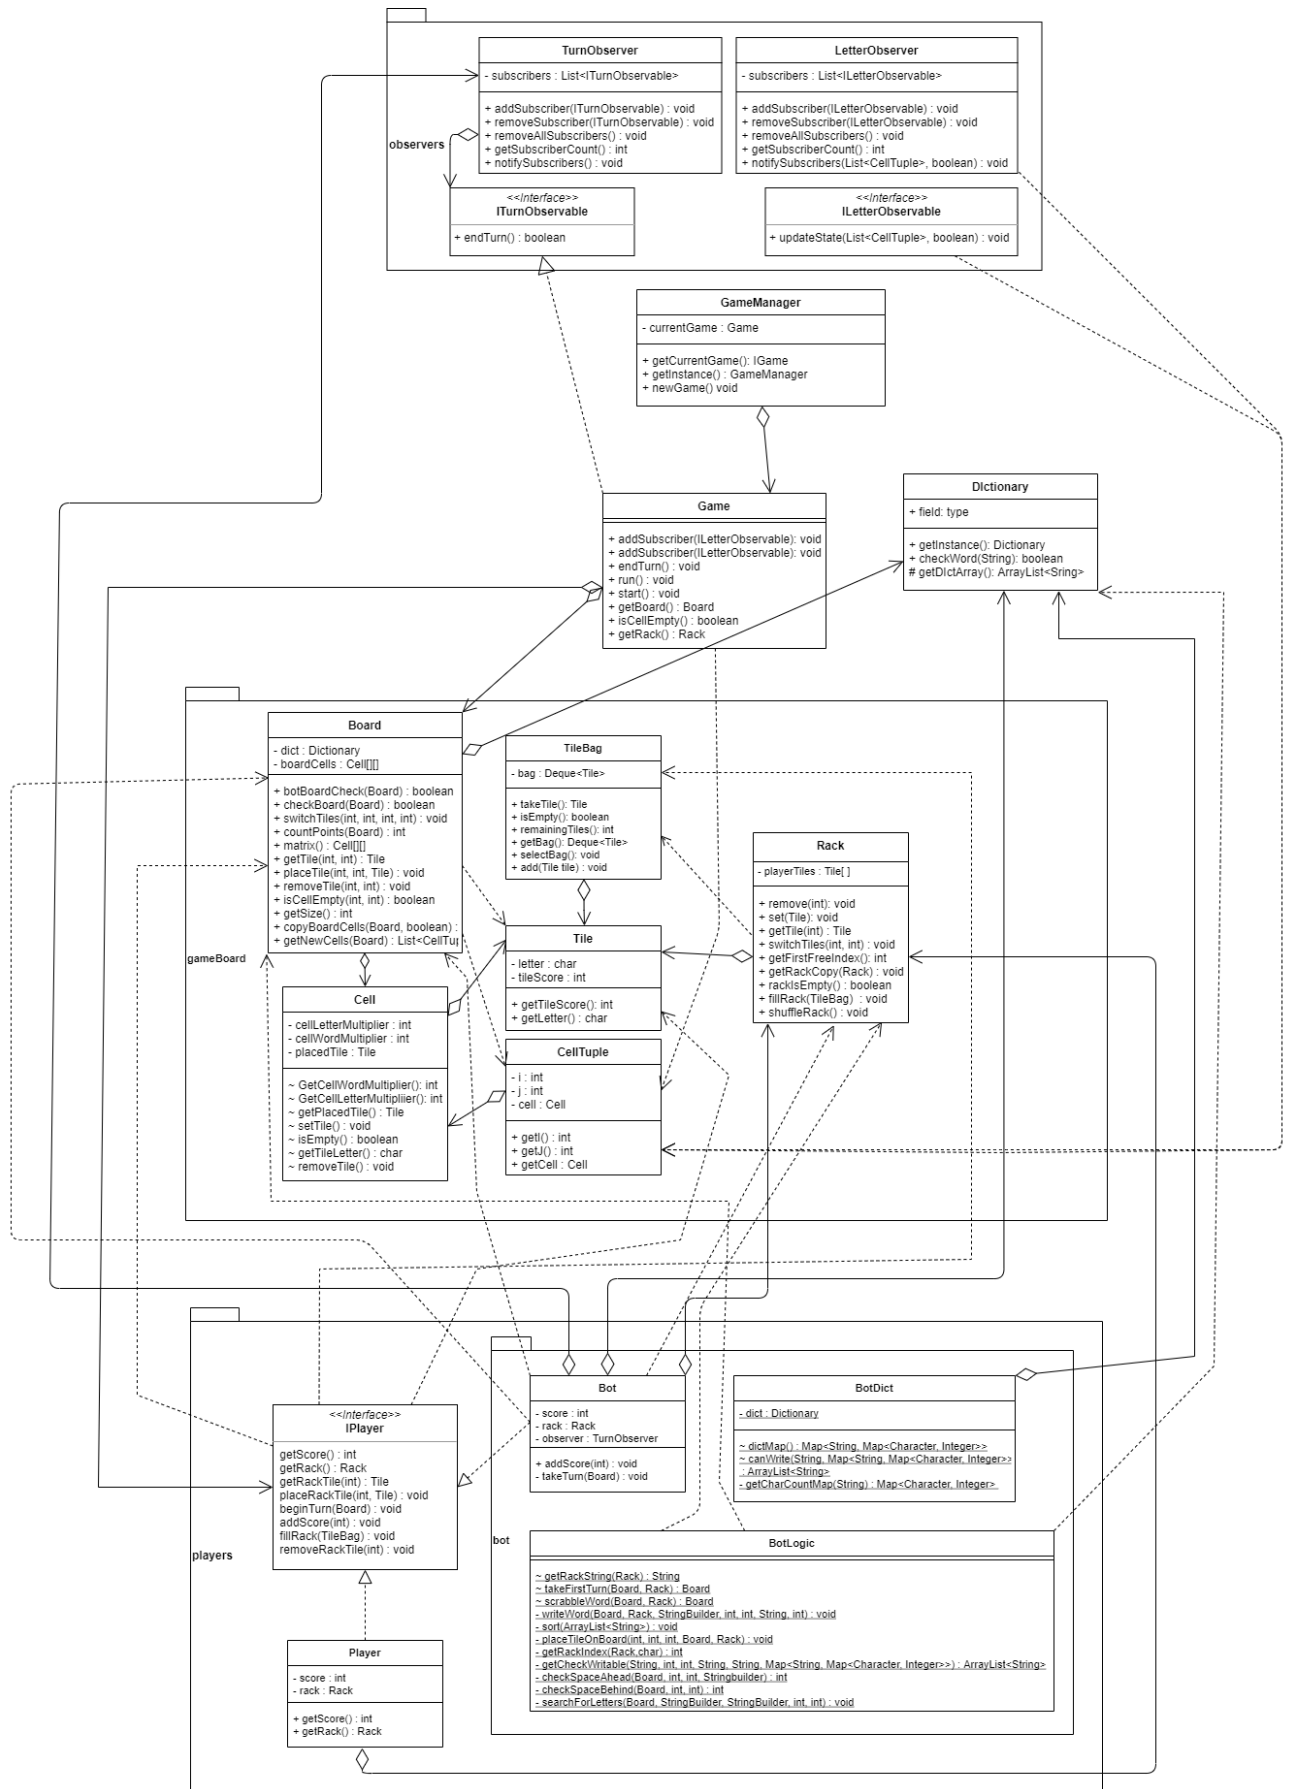 TurnObserver
- subscribers : List<ITurnObservable>
+ addSubscriber(ITurnObservable) : void
+ removeSubscriber(ITurnObservable) : void
+ removeAllSubscribers() : void
+ getSubscriberCount() : int
+ notifySubscribers() : void
LetterObserver
- subscribers : List<ILetterObservable>
+ addSubscriber(ILetterObservable) : void
+ removeSubscriber(ILetterObservable) : void
+ removeAllSubscribers() : void
+ getSubscriberCount() : int
+ notifySubscribers(List<CellTuple>, boolean) : void
observers
<<Interface>>
ITurnObservable
+ endTurn() : boolean
<<Interface>>
ILetterObservable
+ updateState(List<CellTuple>, boolean) : void
GameManager
- currentGame : Game
+ getCurrentGame(): IGame
+ getInstance() : GameManager
+ newGame() void
Game
+ addSubscriber(ILetterObservable): void
+ addSubscriber(ILetterObservable): void
+ endTurn() : void
+ run() : void
+ start() : void
+ getBoard() : Board
+ isCellEmpty() : boolean
+ getRack() : Rack
DIctionary
+ field: type
+ getInstance(): Dictionary
+ checkWord(String): boolean
# getDIctArray(): ArrayList<Sring>
gameBoard
Board
- dict : Dictionary
- boardCells : Cell[][]
+ botBoardCheck(Board) : boolean
+ checkBoard(Board) : boolean
+ switchTiles(int, int, int, int) : void
+ countPoints(Board) : int
+ matrix() : Cell[][]
+ getTile(int, int) : Tile
+ placeTile(int, int, Tile) : void
+ removeTile(int, int) : void
+ isCellEmpty(int, int) : boolean
+ getSize() : int
+ copyBoardCells(Board, boolean) :
+ getNewCells(Board) : List<CellTu
TileBag
- bag : Deque<Tile>
+ takeTile(): Tile
+ isEmpty(): boolean
+ remainingTiles(): int
+ getBag(): Deque<Tile>
+ selectBag(): void
+ add(Tile tile) : void
Rack
- playerTiles : Tile[ ]
+ remove(int): void
+ set(Tile): void
+ getTile(int) : Tile
+ switchTiles(int, int) : void
+ getFirstFreeIndex() : int
+ getRackCopy(Rack) : void
+ rackIsEmpty() : boolean
+ fillRack(TileBag) : void
+ shuffleRack() : void
Tile
- letter : char
- tileScore : int
+ getTileScore(): int
+ getLetter() : char
Cell
- cellLetterMultiplier : int
- cellWordMultiplier : int
- placedTile : Tile
~ GetCellWordMultiplier(): int
~ GetCellLetterMultipliier(): int
~ getPlacedTile() : Tile
~ setTile() : void
~ isEmpty() : boolean
~ getTileLetter() : char
~ removeTile() : void
CellTuple
- i : int
- j : int
- cell : Cell
+ getI() : int
+ getJ() : int
+ getCell : Cell
players
<<Interface>>
IPlayer
getScore() : int
getRack() : Rack
getRackTile(int) : Tile
placeRackTile(int, Tile) : void
beginTurn(Board) : void
addScore(int) : void
fillRack(TileBag) : void
removeRackTile(int) : void
Player
- score : int
- rack : Rack
+ getScore() : int
+ getRack() : Rack
bot
Bot
- score : int
- rack : Rack
- observer : TurnObserver
+ addScore(int) : void
- takeTurn(Board) : void
BotDict
- dict : Dictionary
~ dictMap() : Map<String, Map<Character, Integer>>
~ canWrite(String, Map<String, Map<Character, Integer>>
: ArrayList<String>
- getCharCountMap(String) : Map<Character, Integer>
BotLogic
~ getRackString(Rack) : String
~ takeFirstTurn(Board, Rack) : Board
~ scrabbleWord(Board, Rack) : Board
- writeWord(Board, Rack, StringBuilder, int, int, String, int) : void
- sort(ArrayList<String>) : void
- placeTileOnBoard(int, int, int, Board, Rack) : void
- getRackIndex(Rack,char) : int
- getCheckWritable(String, int, int, String, String, Map<String, Map<Character, Integer>>) : ArrayList<String>
- checkSpaceAhead(Board, int, int, Stringbuilder) : int
- checkSpaceBehind(Board, int, int) : int
- searchForLetters(Board, StringBuilder, StringBuilder, int, int) : void